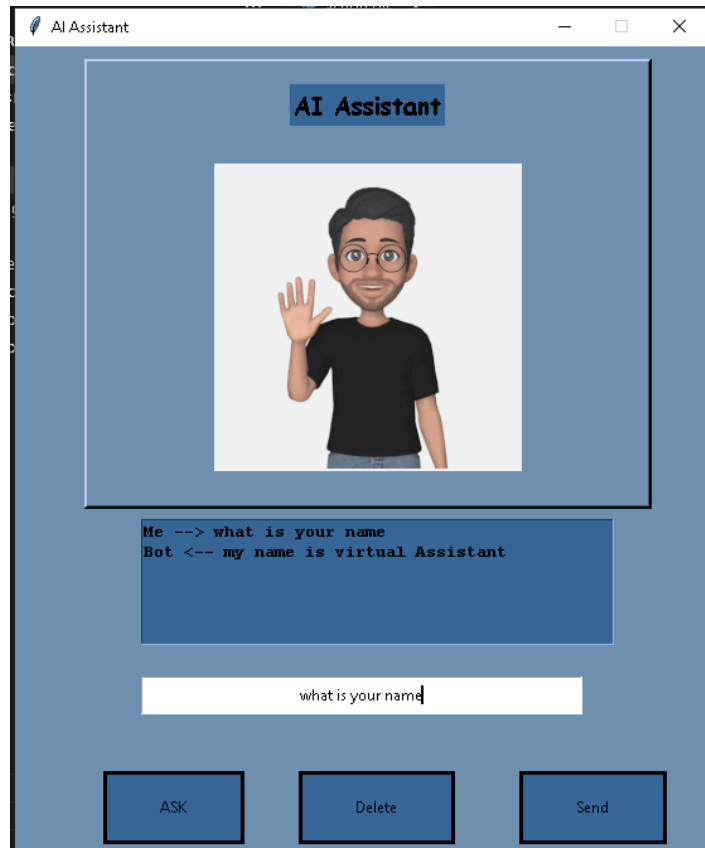 AI Assistant
AI Assistant
Me --> what is your name
Bot <-- my name is virtual Assistant
what is your name
ASK Delete Send